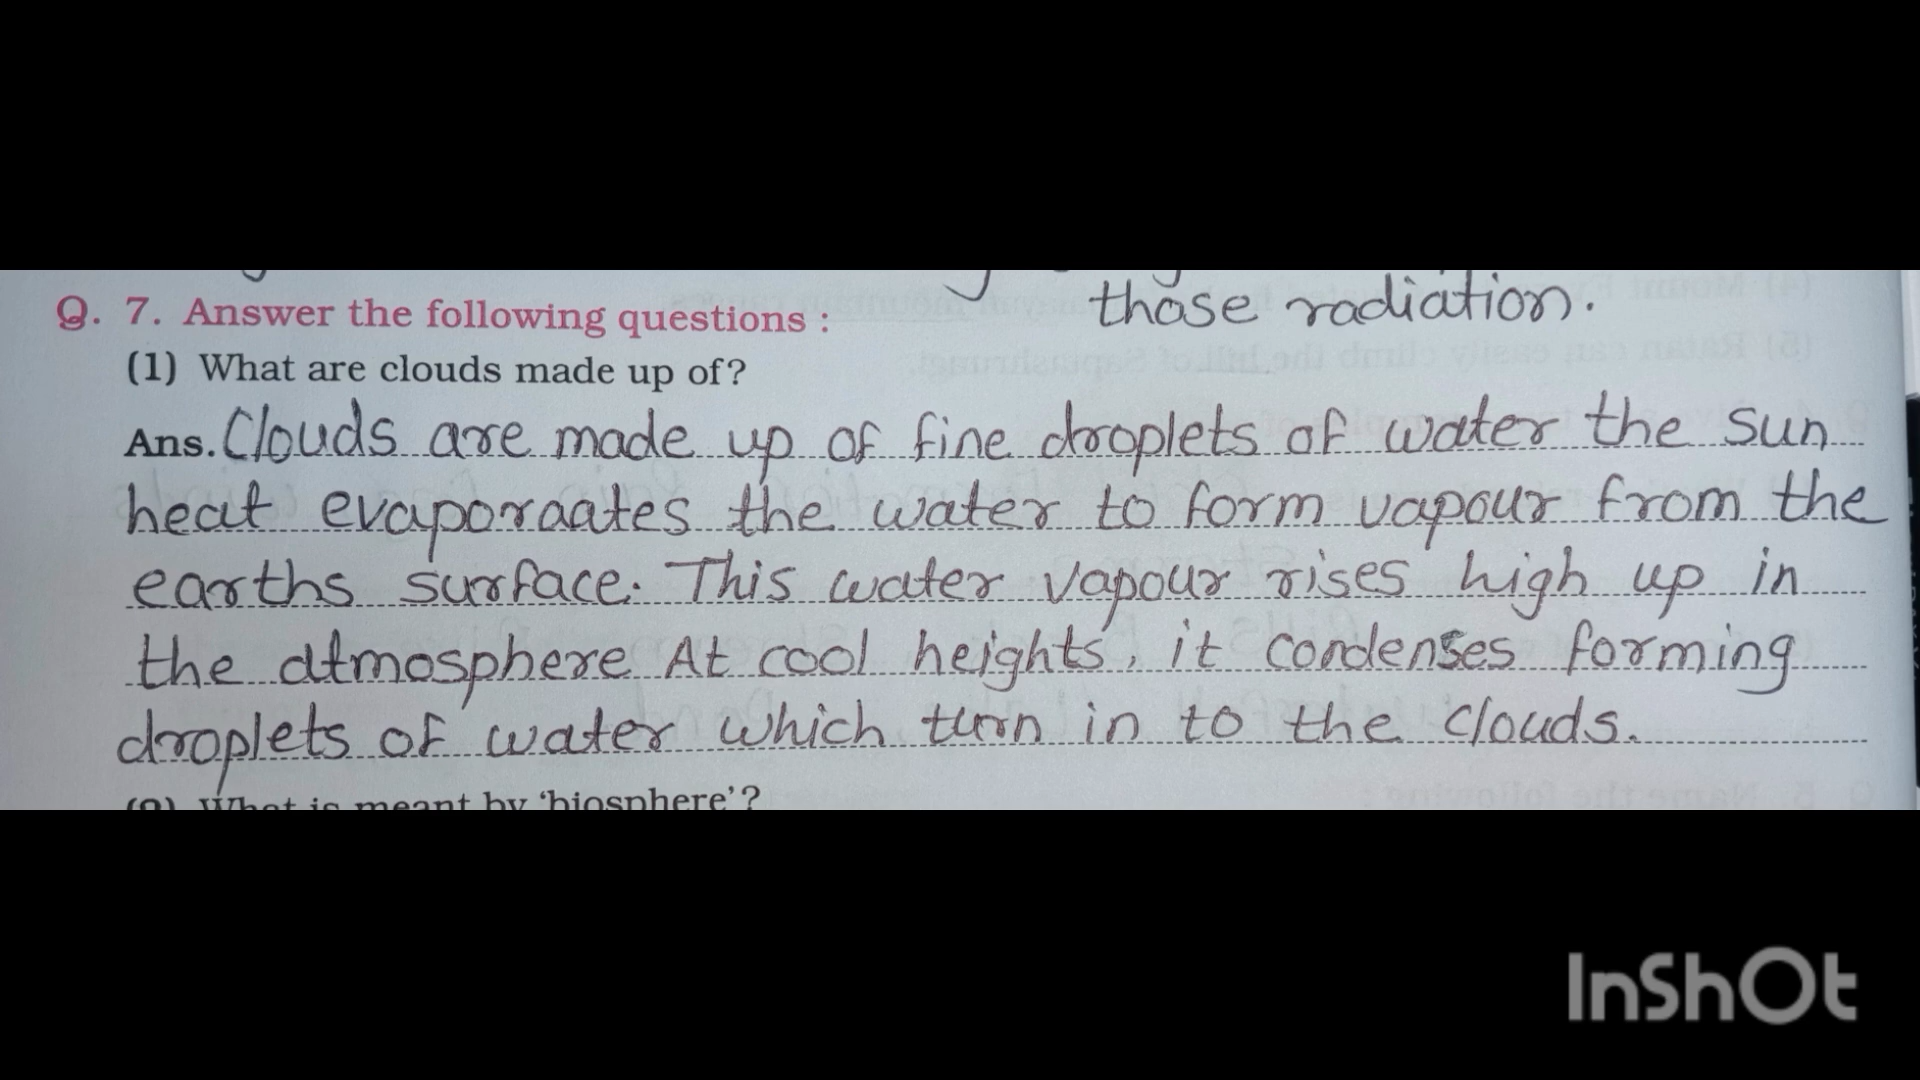 those radiation.
Q. 7. Answer the following questions :
(1) What are clouds made up of?
Ans. Clouds are made up of fine droplets of water the sun
heat evaporaates the water to form vapour from the
earths surface. This water vapour rises high up in
the atmosphere At cool heights, it condenses forming
droplets of water which turn in to the clouds.
(2) What is meant by 'biosphere'?
InShOt